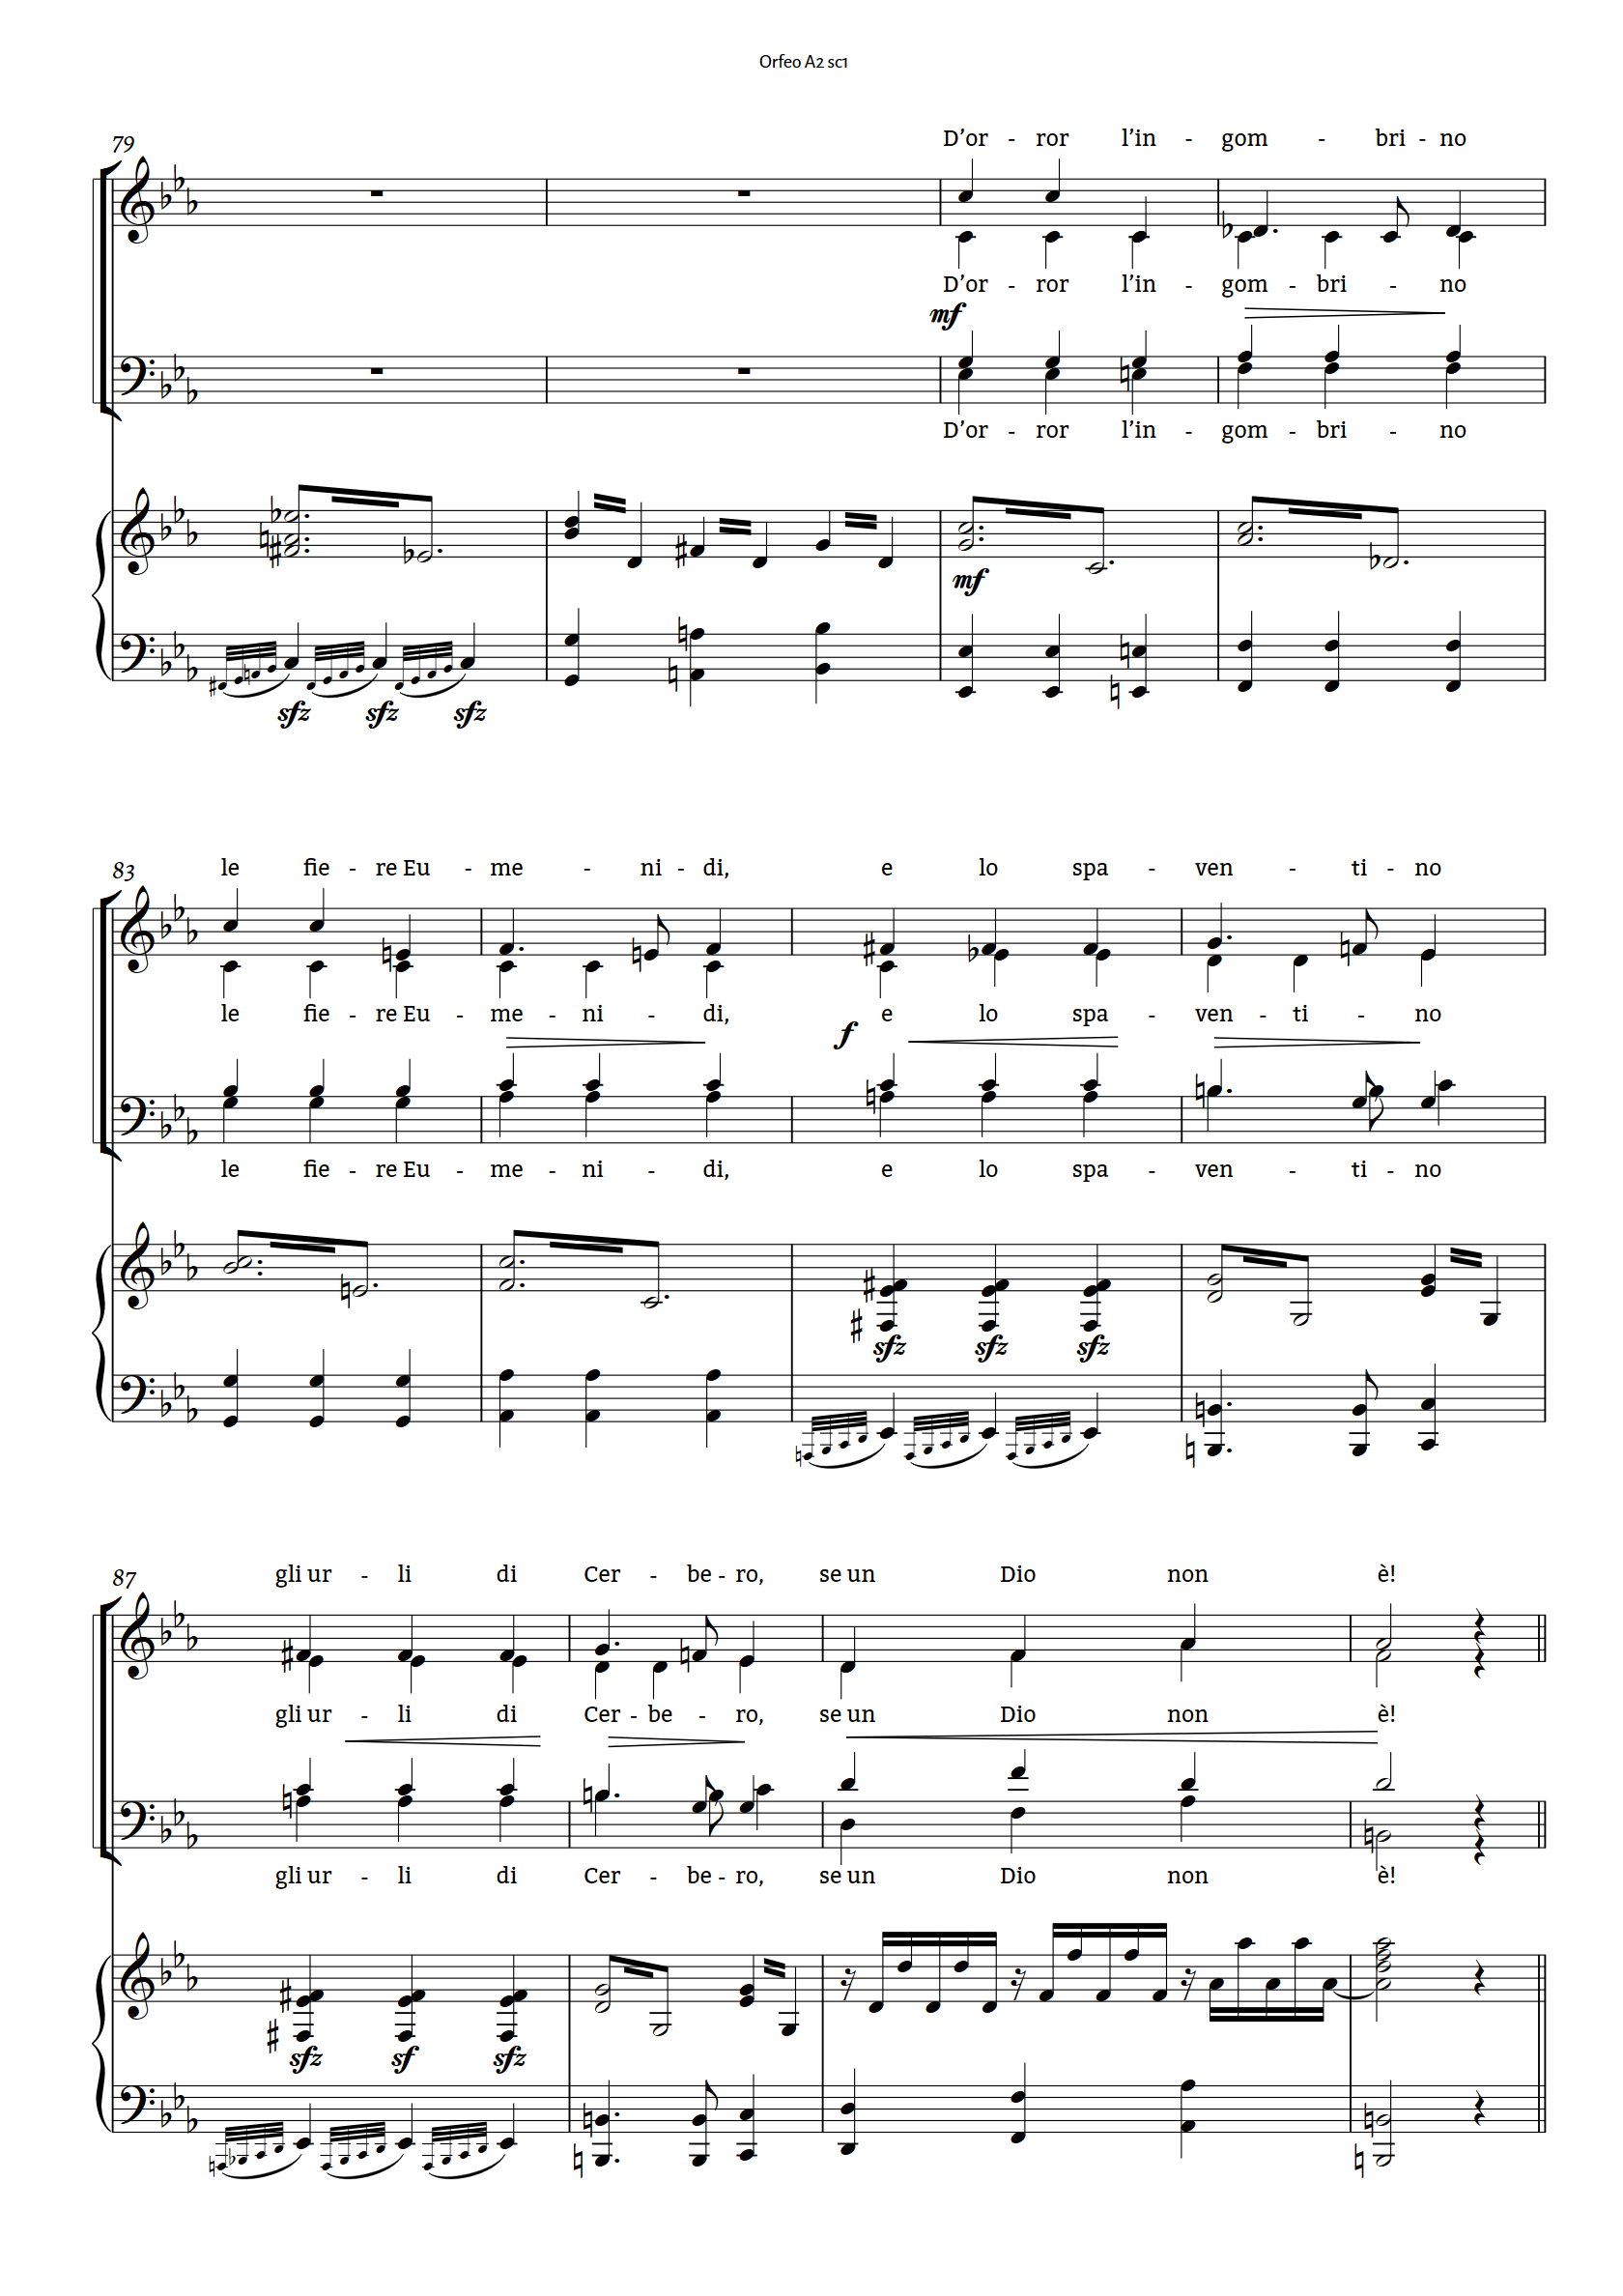 Orfeo A2 sc1
79
D’or - ror l’in - gom - bri - no
D’or - ror l’in - gom - bri - no
mf
D’or - ror l’in - gom - bri - no
mf
sfz sfz sfz
83
le fie - re Eu - me - ni - di, e lo spa - ven - ti - no
le fie - re Eu - me - ni - di, e lo spa - ven - ti - no
f
le fie - re Eu - me - ni - di, e lo spa - ven - ti - no
sfz sfz sfz
87
gli ur - li di Cer - be - ro, se un Dio non è!
gli ur - li di Cer - be - ro, se un Dio non è!
gli ur - li di Cer - be - ro, se un Dio non è!
sfz sf sfz